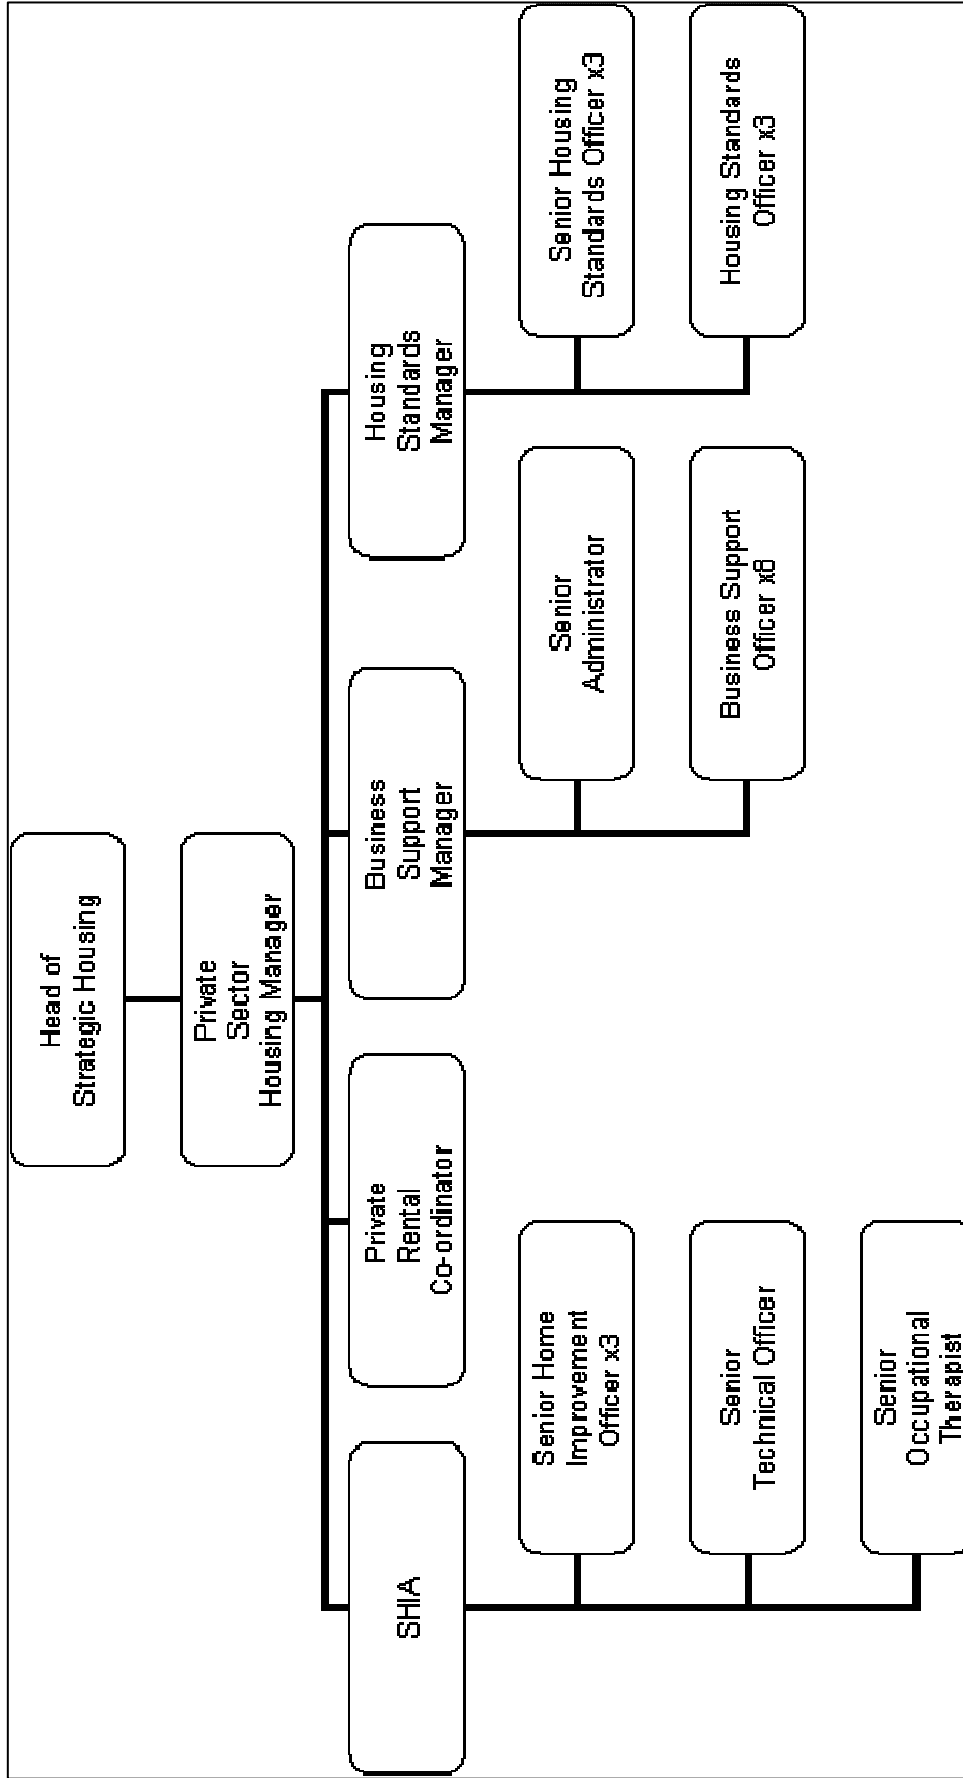 Head of
Strategic Housing
Private
Sector
Housing Manager
SHIA
Private
Rental
Co-ordinator
Business
Support
Manager
Housing
Standards
Manager
Senior Home
Improvement
Officer x3
Senior
Technical Officer
Senior
Occupational
Therapist
Senior
Administrator
Business Support
Officer x8
Senior Housing
Standards Officer x3
Housing Standards
Officer x3